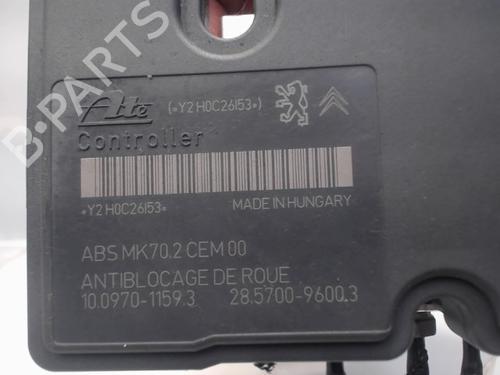 B-PARTS
Ate (*Y2 H0C26153*)
Controller
*Y2 H0C26153*
MADE IN HUNGARY
ABS MK70.2 CEM 00
ANTIBLOCAGE DE ROUE
10.0970-1159.3 28.5700-9600.3